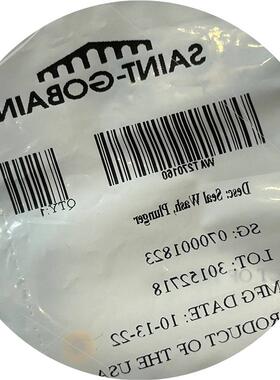 SAINT-GOBAIN
WAT270160
QTY: 1
Desc: Seal Wash, Plunger
SG: 070001823
LOT: 30152718
MFG DATE: 10-13-22
PRODUCT OF THE USA